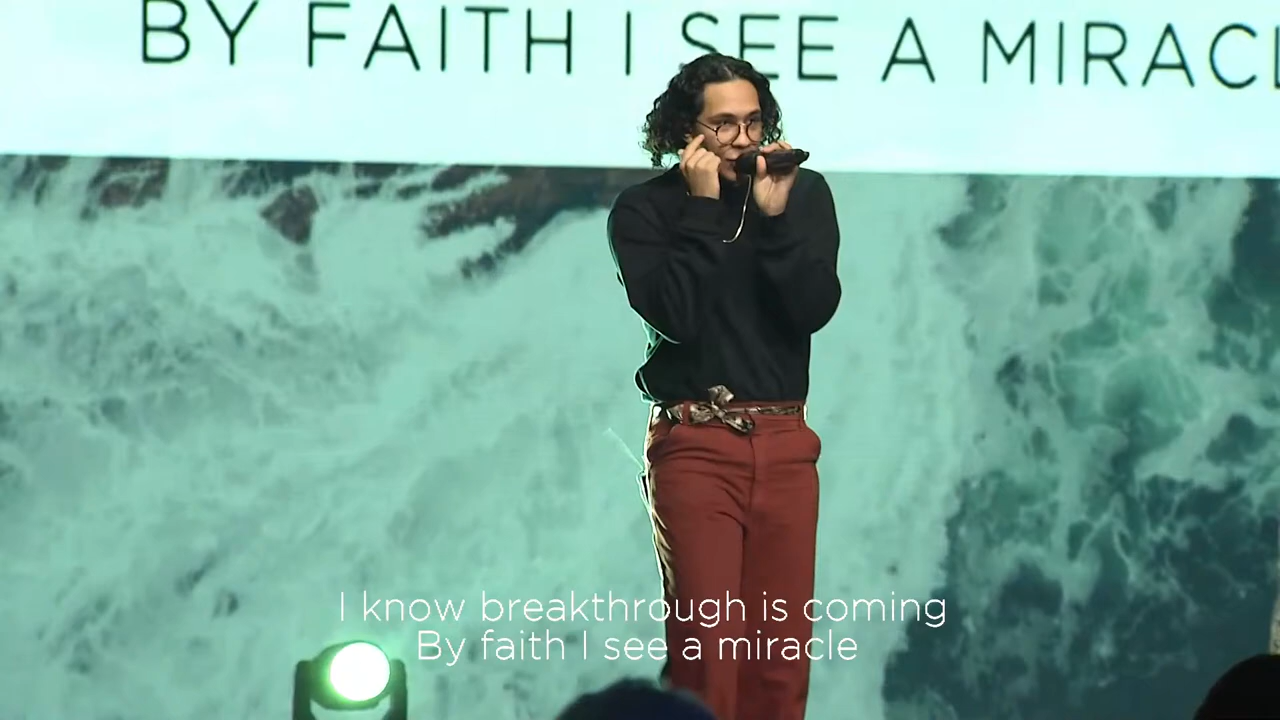 BY FAITH I SEE A MIRACL
I know breakthrough is coming
By faith I see a miracle